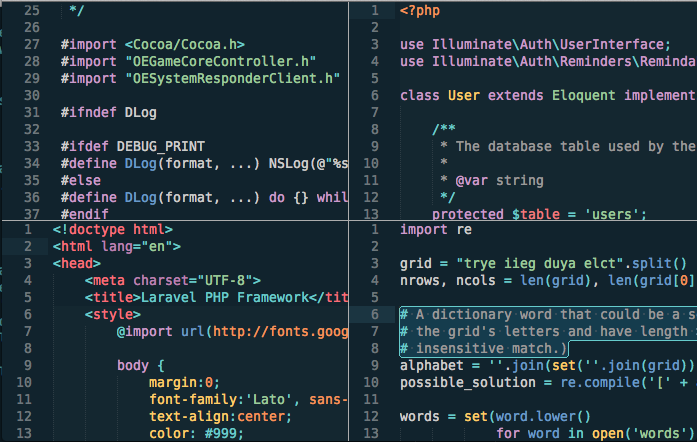 25 */
26
27 #import <Cocoa/Cocoa.h>
28 #import "OEGameCoreController.h"
29 #import "OESystemResponderClient.h"
30
31 #ifndef DLog
32
33 #ifdef DEBUG_PRINT
34 #define DLog(format, ...) NSLog(@"%s
35 #else
36 #define DLog(format, ...) do {} whil
37 #endif
1 <?php
2
3 use Illuminate\Auth\UserInterface;
4 use Illuminate\Auth\Reminders\Reminda
5
6 class User extends Eloquent implement
7
8 /**
9 * The database table used by the
10 *
11 * @var string
12 */
13 protected $table = 'users';
1 <!doctype html>
2 <html lang="en">
3 <head>
4 <meta charset="UTF-8">
5 <title>Laravel PHP Framework</tit
6 <style>
7 @import url(http://fonts.goog
8
9 body {
10 margin:0;
11 font-family:'Lato', sans-
12 text-align:center;
13 color: #999;
1 import re
2
3 grid = "trye iieg duya elct".split()
4 nrows, ncols = len(grid), len(grid[0]
5
6 # A dictionary word that could be a s
7 # the grid's letters and have length
8 # insensitive match.)
9 alphabet = ''.join(set(''.join(grid))
10 possible_solution = re.compile('[' +
11
12 words = set(word.lower()
13 for word in open('words')